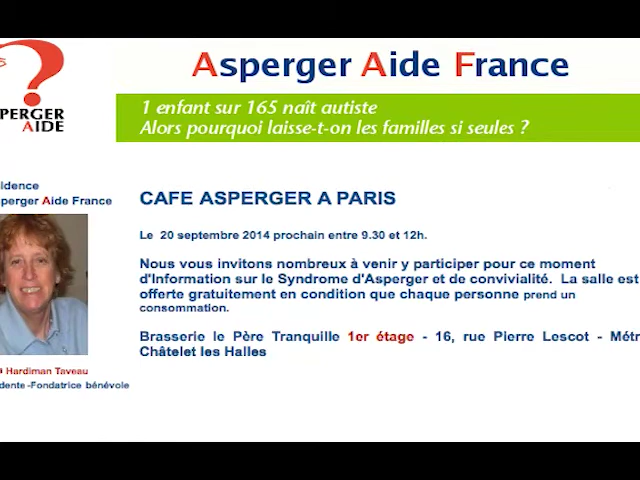 Asperger Aide France
1 enfant sur 165 naît autiste
Alors pourquoi laisse-t-on les familles si seules ?
PERGER
AIDE
idence
perger Aide France
CAFE ASPERGER A PARIS
Le 20 septembre 2014 prochain entre 9.30 et 12h.
Nous vous invitons nombreux à venir y participer pour ce moment
d'Information sur le Syndrome d'Asperger et de convivialité. La salle est
offerte gratuitement en condition que chaque personne prend un
consommation.
Brasserie le Père Tranquille 1er étage - 16, rue Pierre Lescot - Métr
Châtelet les Halles
Hardiman Taveau
dente -Fondatrice bénévole